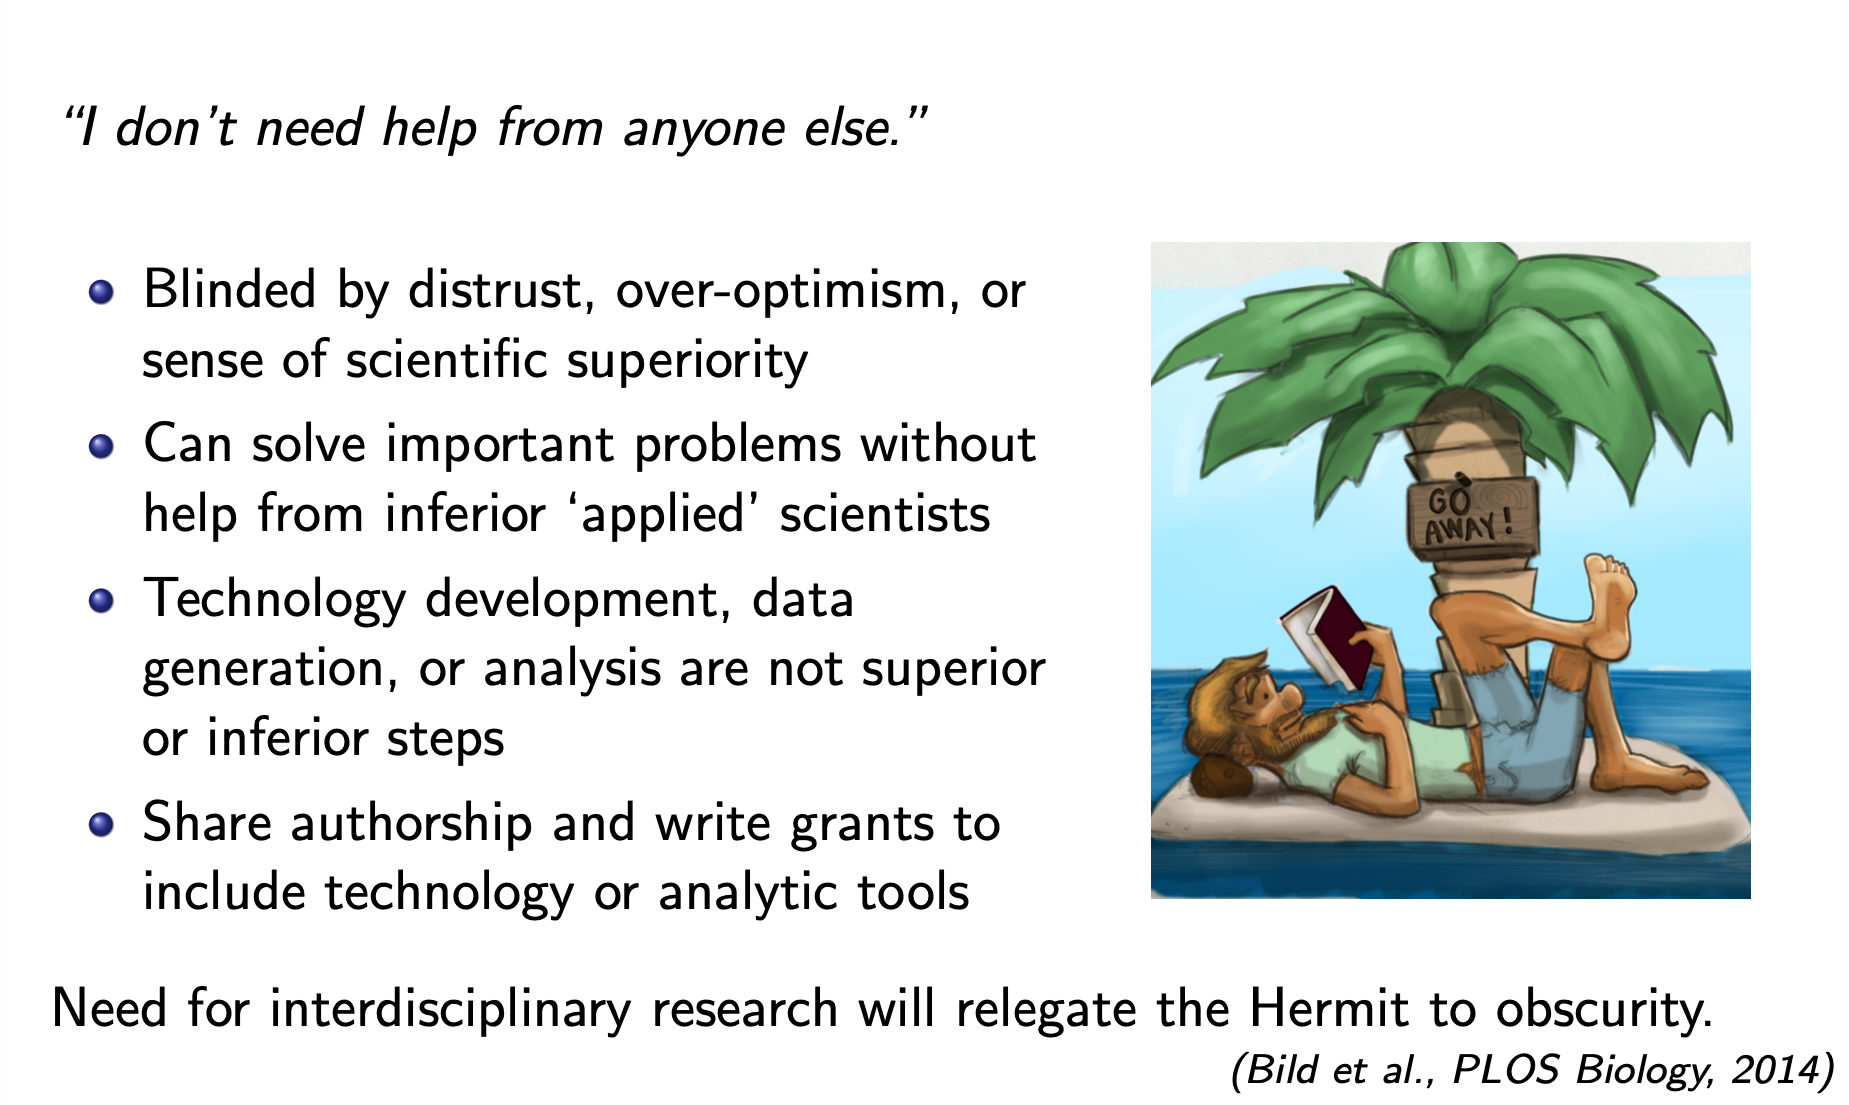 “I don’t need help from anyone else.”
Blinded by distrust, over-optimism, or
sense of scientific superiority
Can solve important problems without
help from inferior ‘applied’ scientists
Technology development, data
generation, or analysis are not superior
or inferior steps
Share authorship and write grants to
include technology or analytic tools
GO
AWAY!
Need for interdisciplinary research will relegate the Hermit to obscurity.
(Bild et al., PLOS Biology, 2014)